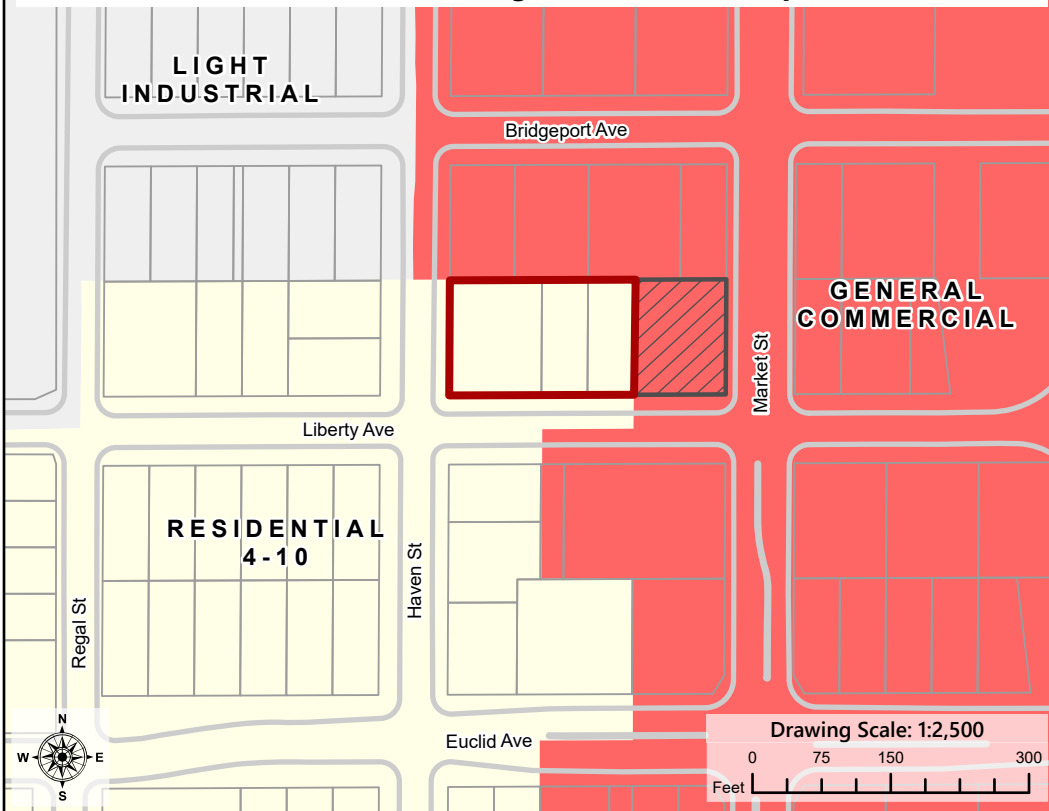 LIGHT
INDUSTRIAL
Bridgeport Ave
GENERAL
COMMERCIAL
Market St
Liberty Ave
RESIDENTIAL
4-10
Haven St
Regal St
Euclid Ave
N
W E
S
Drawing Scale: 1:2,500
0 75 150 300
Feet